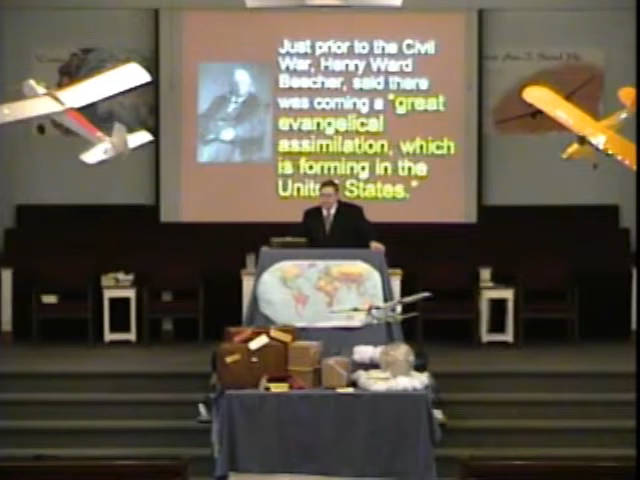 Just prior to the Civil
War, Henry Ward
Beecher, said there
was coming a "great
evangelical
assimilation, which
is forming in the
United States."